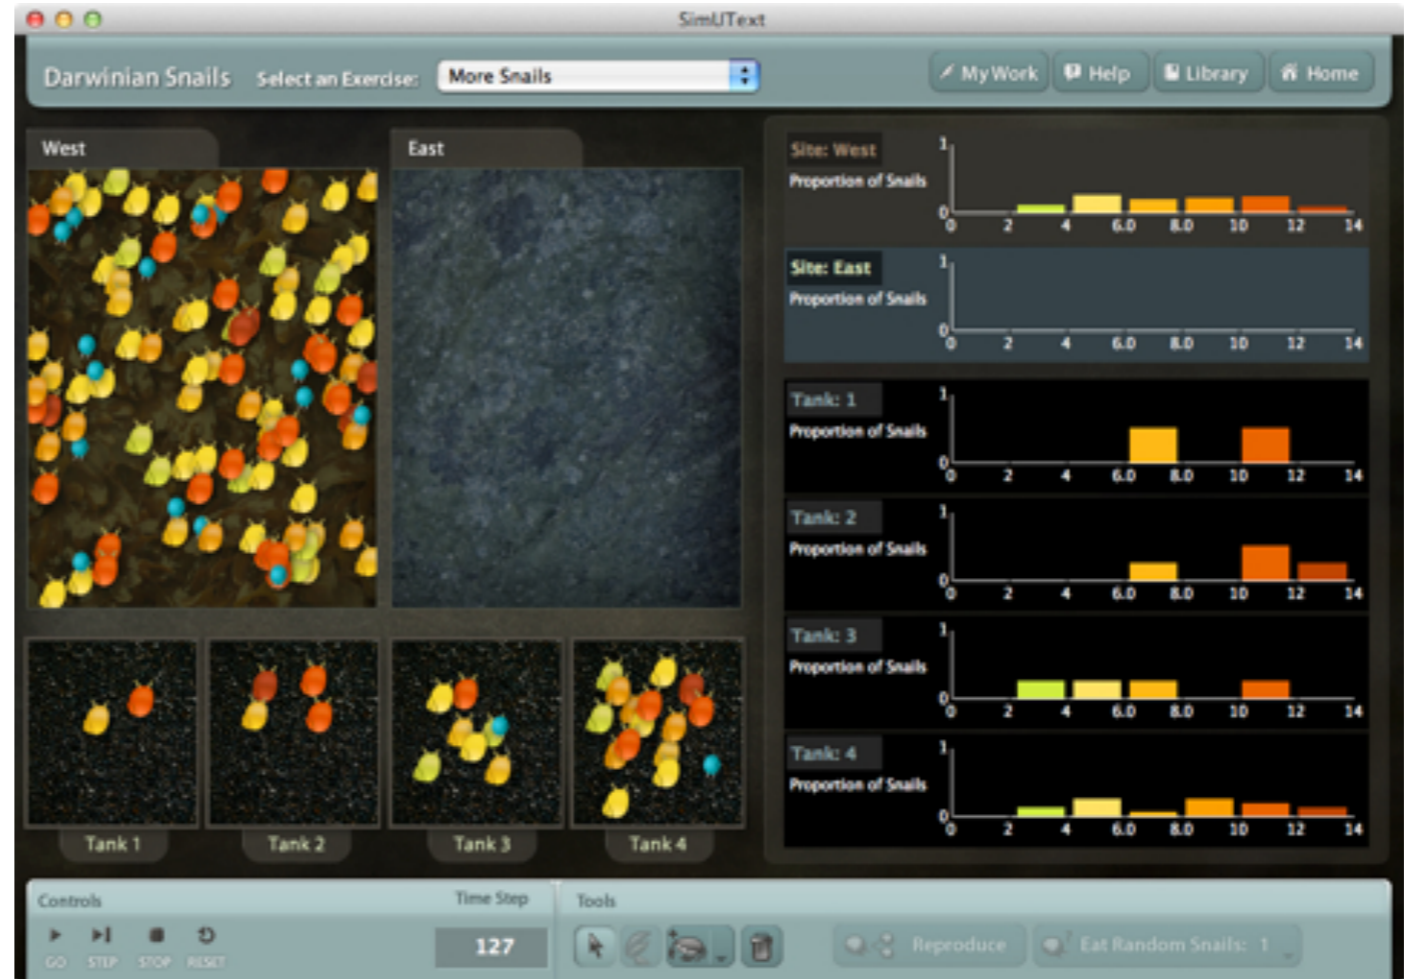 SimUText
Darwinian Snails Select an Exercise: More Snails My Work Help Library Home
West East
Site: West
Proportion of Snails
1
0
0 2 4 6.0 8.0 10 12 14
Site: East
Proportion of Snails
1
0
0 2 4 6.0 8.0 10 12 14
Tank: 1
Proportion of Snails
1
0
0 2 4 6.0 8.0 10 12 14
Tank: 2
Proportion of Snails
1
0
0 2 4 6.0 8.0 10 12 14
Tank: 3
Proportion of Snails
1
0
0 2 4 6.0 8.0 10 12 14
Tank: 4
Proportion of Snails
1
0
0 2 4 6.0 8.0 10 12 14
Tank 1 Tank 2 Tank 3 Tank 4
Controls Time Step Tools
127
GO STEP STOP RESET
Reproduce Eat Random Snails: 1